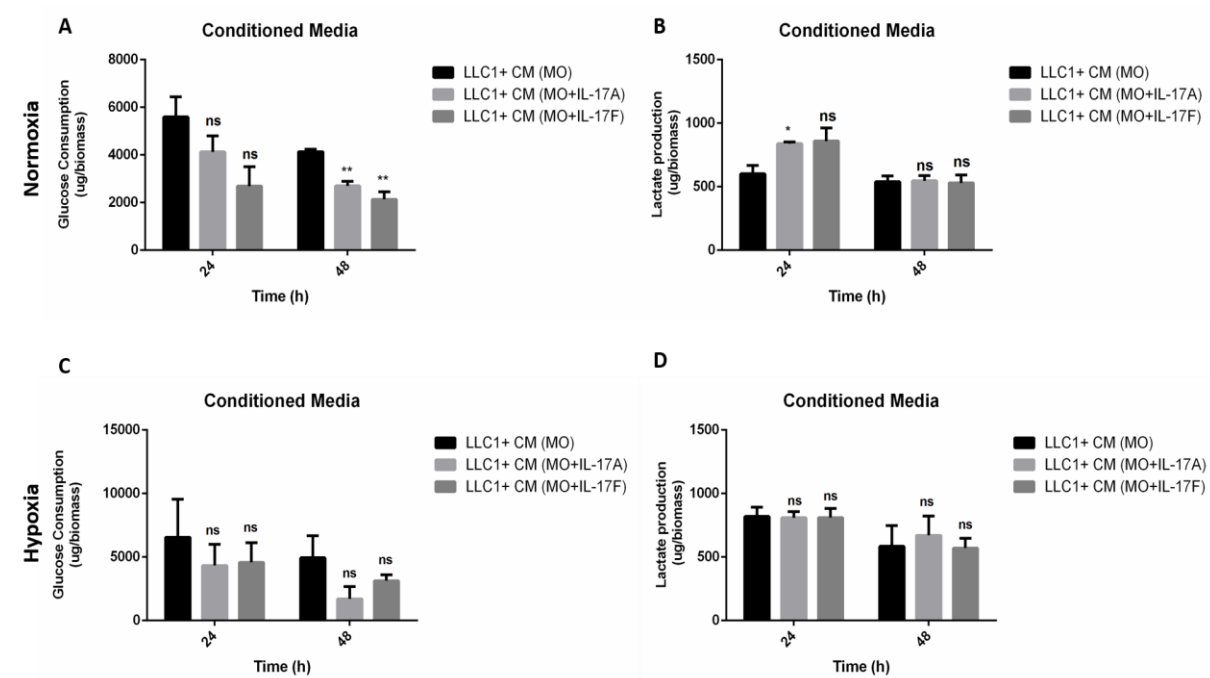 A
Conditioned Media
Normoxia
Glucose Consumption
(ug/biomass)
8000
6000
4000
2000
0
ns
ns
**
**
24
48
Time (h)
LLC1+ CM (MO)
LLC1+ CM (MO+IL-17A)
LLC1+ CM (MO+IL-17F)
B
Conditioned Media
Lactate production
(ug/biomass)
1500
1000
500
0
*
ns
ns
ns
24
48
Time (h)
LLC1+ CM (MO)
LLC1+ CM (MO+IL-17A)
LLC1+ CM (MO+IL-17F)
C
Conditioned Media
Hypoxia
Glucose Consumption
(ug/biomass)
15000
10000
5000
0
ns
ns
ns
ns
24
48
Time (h)
LLC1+ CM (MO)
LLC1+ CM (MO+IL-17A)
LLC1+ CM (MO+IL-17F)
D
Conditioned Media
Lactate production
(ug/biomass)
1500
1000
500
0
ns
ns
ns
ns
24
48
Time (h)
LLC1+ CM (MO)
LLC1+ CM (MO+IL-17A)
LLC1+ CM (MO+IL-17F)